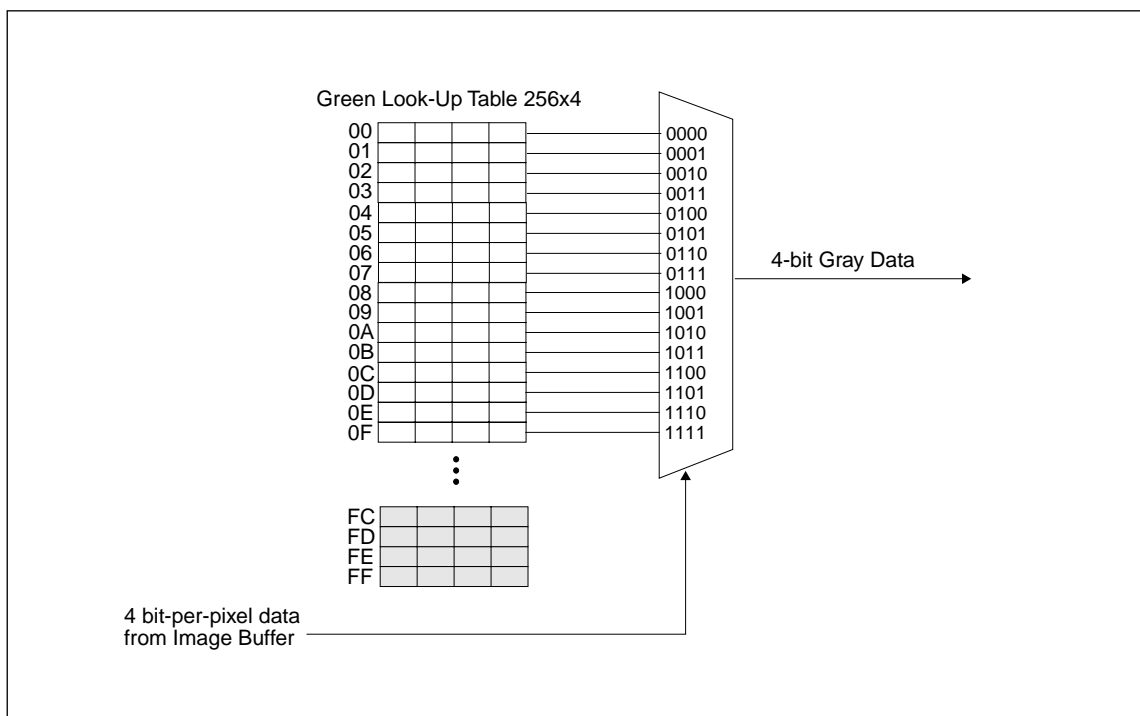 Green Look-Up Table 256x4
00 0000
01 0001
02 0010
03 0011
04 0100
05 0101
06 0110
07 0111
08 1000
09 1001
0A 1010
0B 1011
0C 1100
0D 1101
0E 1110
0F 1111
4-bit Gray Data
FC
FD
FE
FF
4 bit-per-pixel data
from Image Buffer